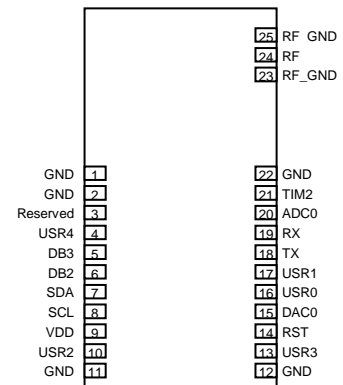 25 RF GND
24 RF
23 RF_GND
GND 1 22 GND
GND 2 21 TIM2
Reserved 3 20 ADC0
USR4 4 19 RX
DB3 5 18 TX
DB2 6 17 USR1
SDA 7 16 USR0
SCL 8 15 DAC0
VDD 9 14 RST
USR2 10 13 USR3
GND 11 12 GND